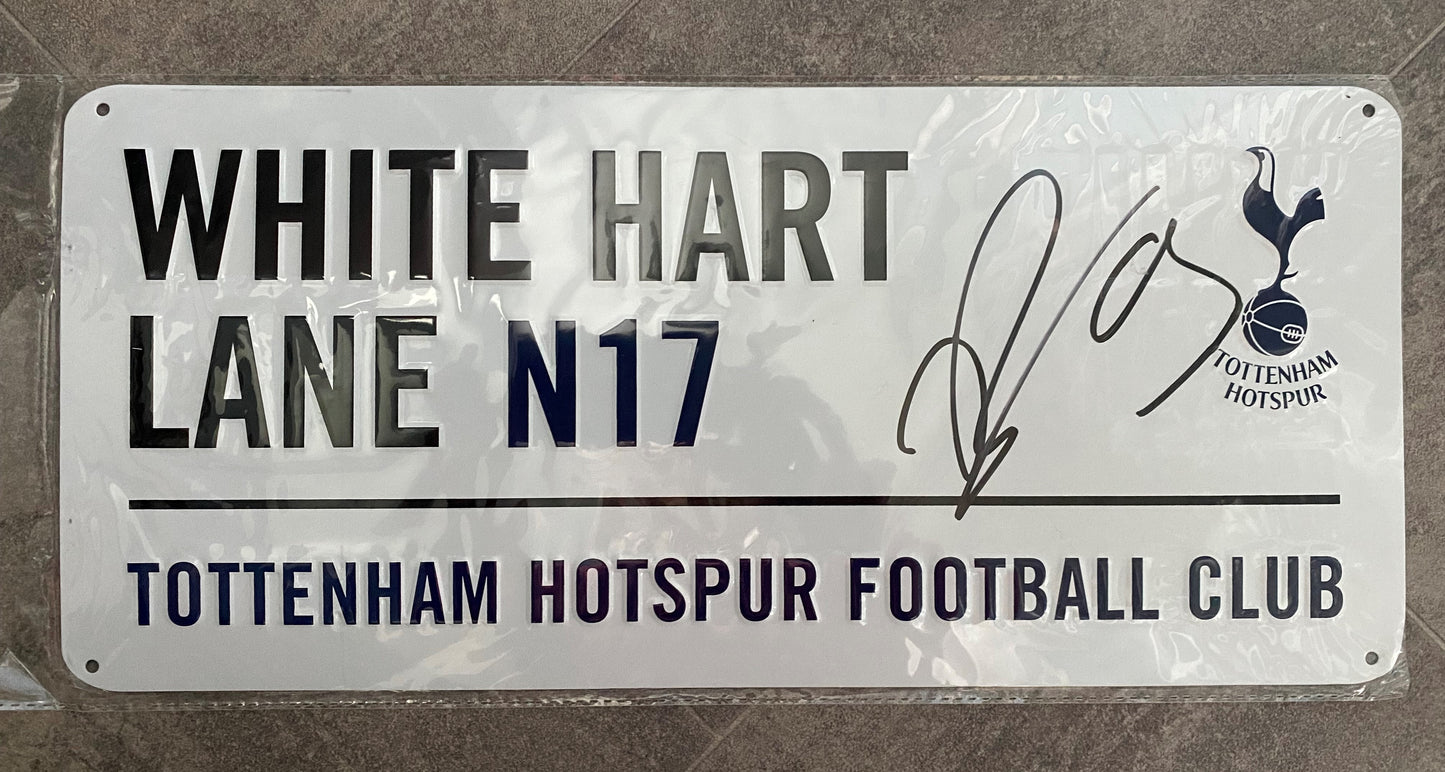 WHITE HART
LANE N17
TOTTENHAM
HOTSPUR
TOTTENHAM HOTSPUR FOOTBALL CLUB